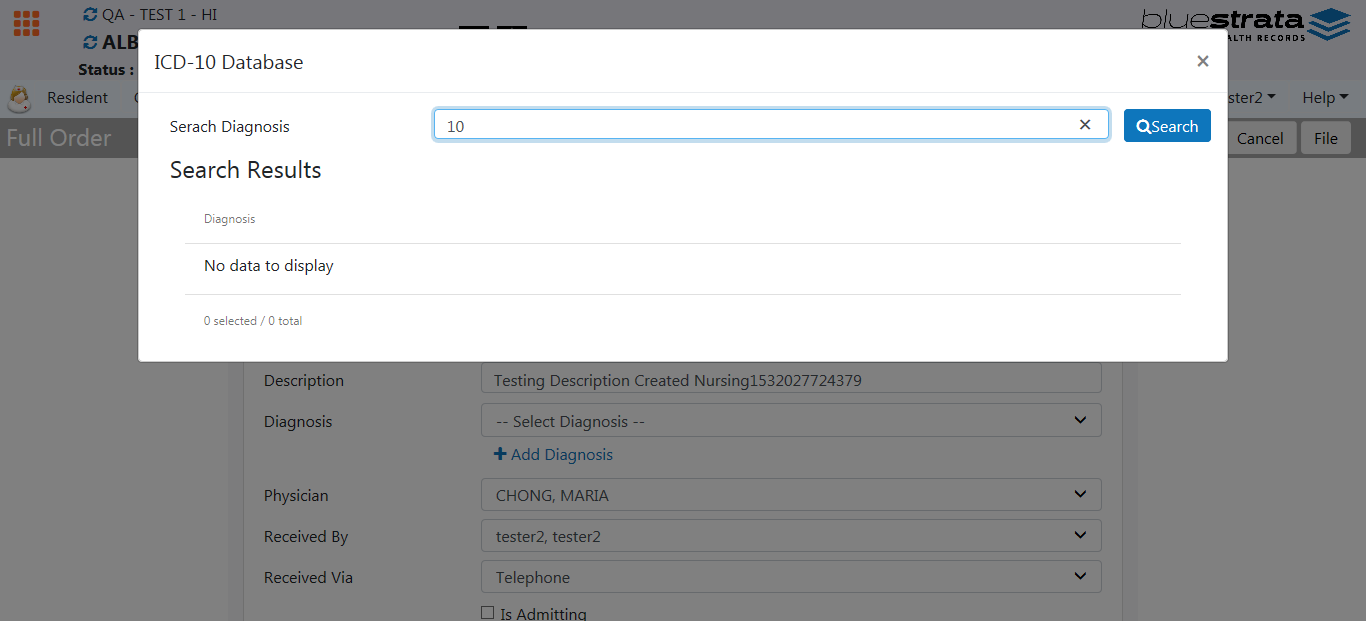 QA - TEST 1 - HI
ALB
Status :
bluestrata
ALTH RECORDS
Resident
ster2
Help
Full Order
Cancel
File
ICD-10 Database
×
Serach Diagnosis
10
Search
Search Results
Diagnosis
No data to display
0 selected / 0 total
Description
Testing Description Created Nursing1532027724379
Diagnosis
-- Select Diagnosis --
Add Diagnosis
Physician
CHONG, MARIA
Received By
tester2, tester2
Received Via
Telephone
Is Admitting